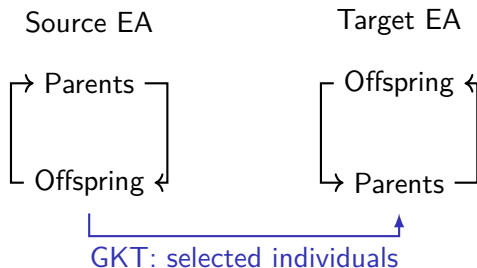 Source EA
Target EA
Parents
Offspring
Offspring
Parents
GKT: selected individuals